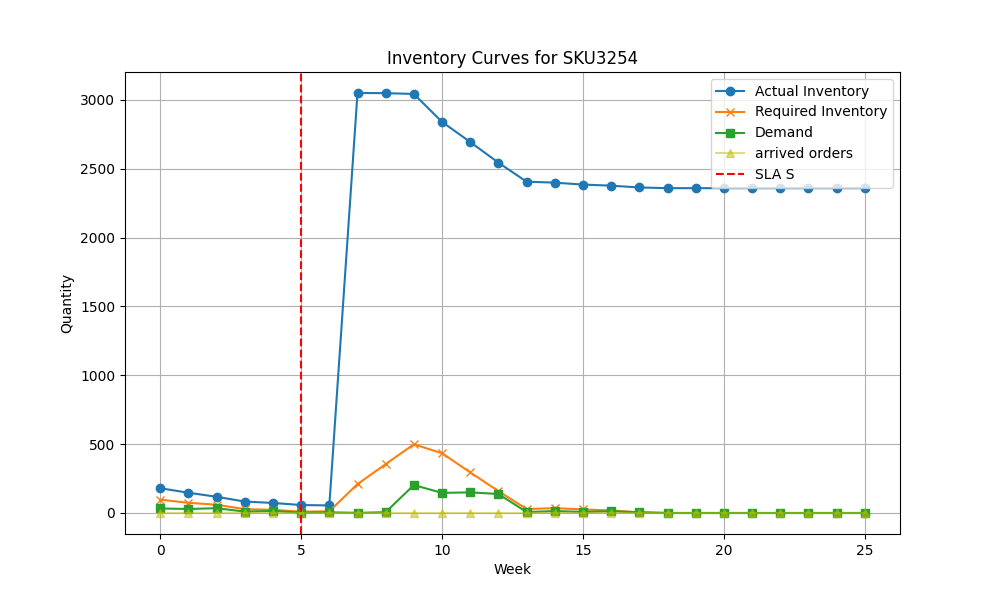 Inventory Curves for SKU3254
Actual Inventory
Required Inventory
Demand
arrived orders
SLA S
3000
2500
2000
1500
1000
500
0
Quantity
0 5 10 15 20 25
Week